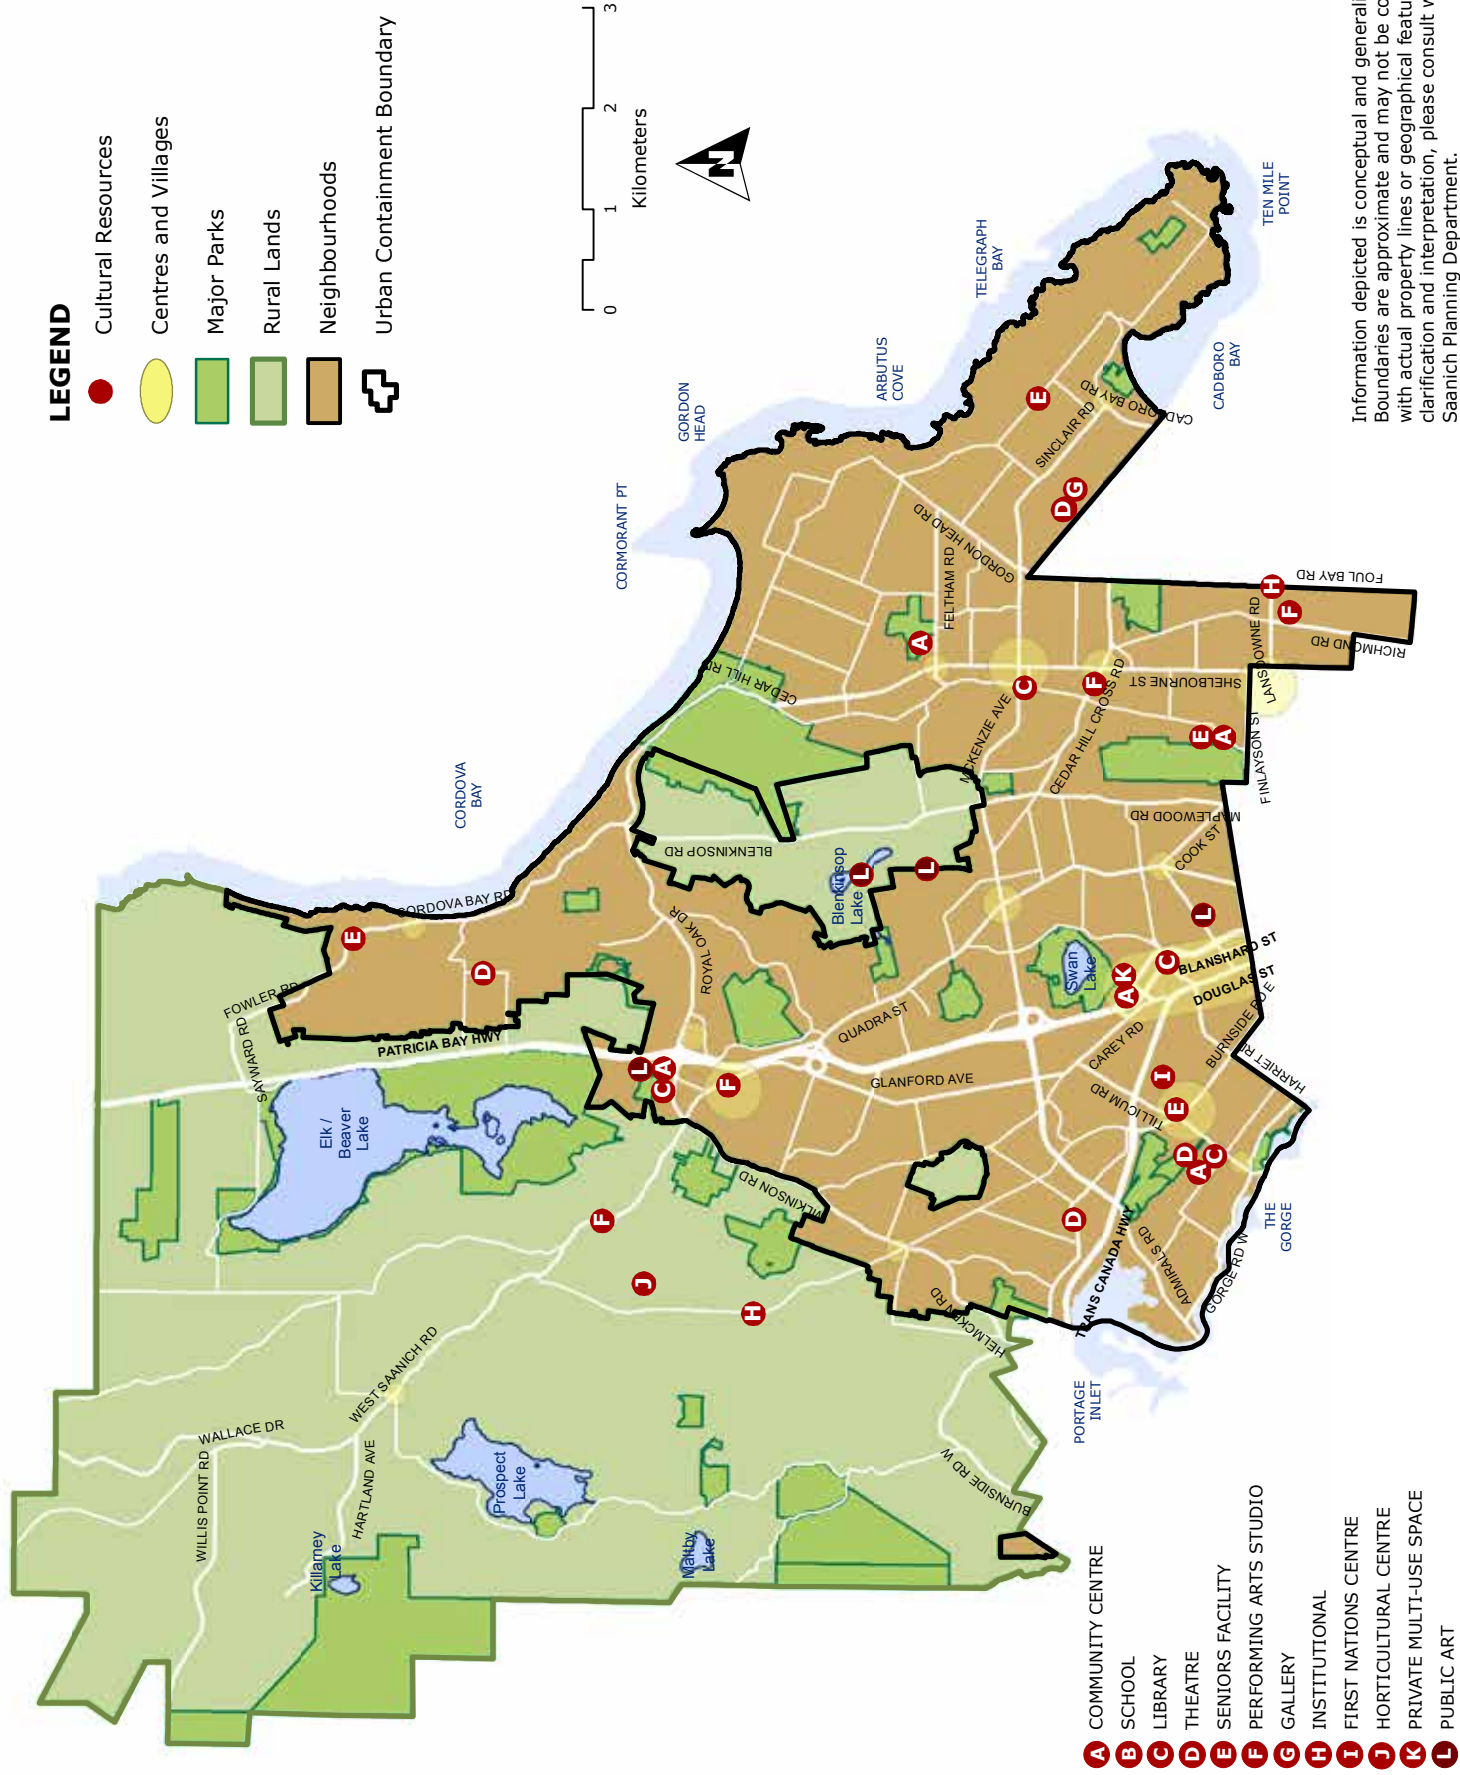 LEGEND
Cultural Resources
Centres and Villages
Major Parks
Rural Lands
Neighbourhoods
Urban Containment Boundary
0 1 2 3
Kilometers
N
Information depicted is conceptual and
Boundaries are approximate and may not be
with actual property lines or geographical
clarification and interpretation, please consult
Saanich Planning Department.
A COMMUNITY CENTRE
B SCHOOL
C LIBRARY
D THEATRE
E SENIORS FACILITY
F PERFORMING ARTS STUDIO
G GALLERY
H INSTITUTIONAL
I FIRST NATIONS CENTRE
J HORTICULTURAL CENTRE
K PRIVATE MULTI-USE SPACE
L PUBLIC ART
WILLIS POINT RD
WALLACE DR
HARTLAND AVE
WEST SAANICH RD
Killarney
Lake
Prospect
Lake
Maltby
Lake
BURNSIDE RD W
Elk /
Beaver
Lake
SAYWARD RD
FOWLER RD
PATRICIA BAY HWY
CORDOVA BAY RD
CORDOVA
BAY
CORMORANT PT
GORDON
HEAD
ARBUTUS
COVE
TELEGRAPH
BAY
TEN MILE
POINT
CADBORO
BAY
CADBORO BAY RD
SINCLAIR RD
GORDON HEAD RD
FELTHAM RD
CEDAR HILL RD
BLENKINSOP RD
Blenkinsop
Lake
ROYAL OAK DR
MCKENZIE AVE
CEDAR HILL CROSS RD
SHELBOURNE ST
LANSDOWNE RD
FOUL BAY RD
RICHMOND RD
FINLAYSON ST
MAPLEWOOD RD
COOK ST
QUADRA ST
Swan
Lake
BLANSHARD ST
DOUGLAS ST
BURNSIDE RD E
HARRIET RD
CAREY RD
GLANFORD AVE
TILLICUM RD
WILKINSON RD
HELMCKEN RD
TRANS CANADA HWY
ADMIRALS RD
GORGE RD W
THE
GORGE
PORTAGE
INLET
E
D
L
A
C
F
F
J
H
L
L
A
C
F
E
D
G
E
A
H
F
L
A
K
C
I
E
D
A
C
D